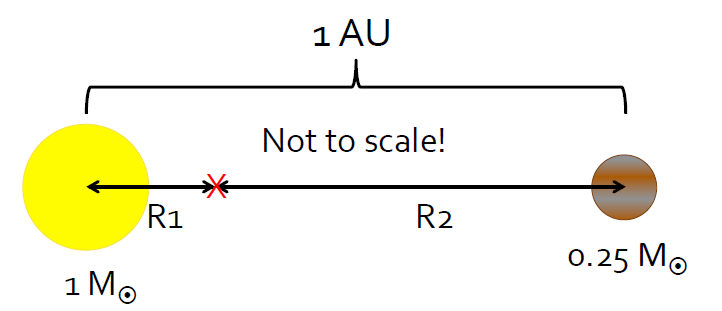 1 AU
Not to scale!
X
R1
R2
1 M☉
0.25 M☉